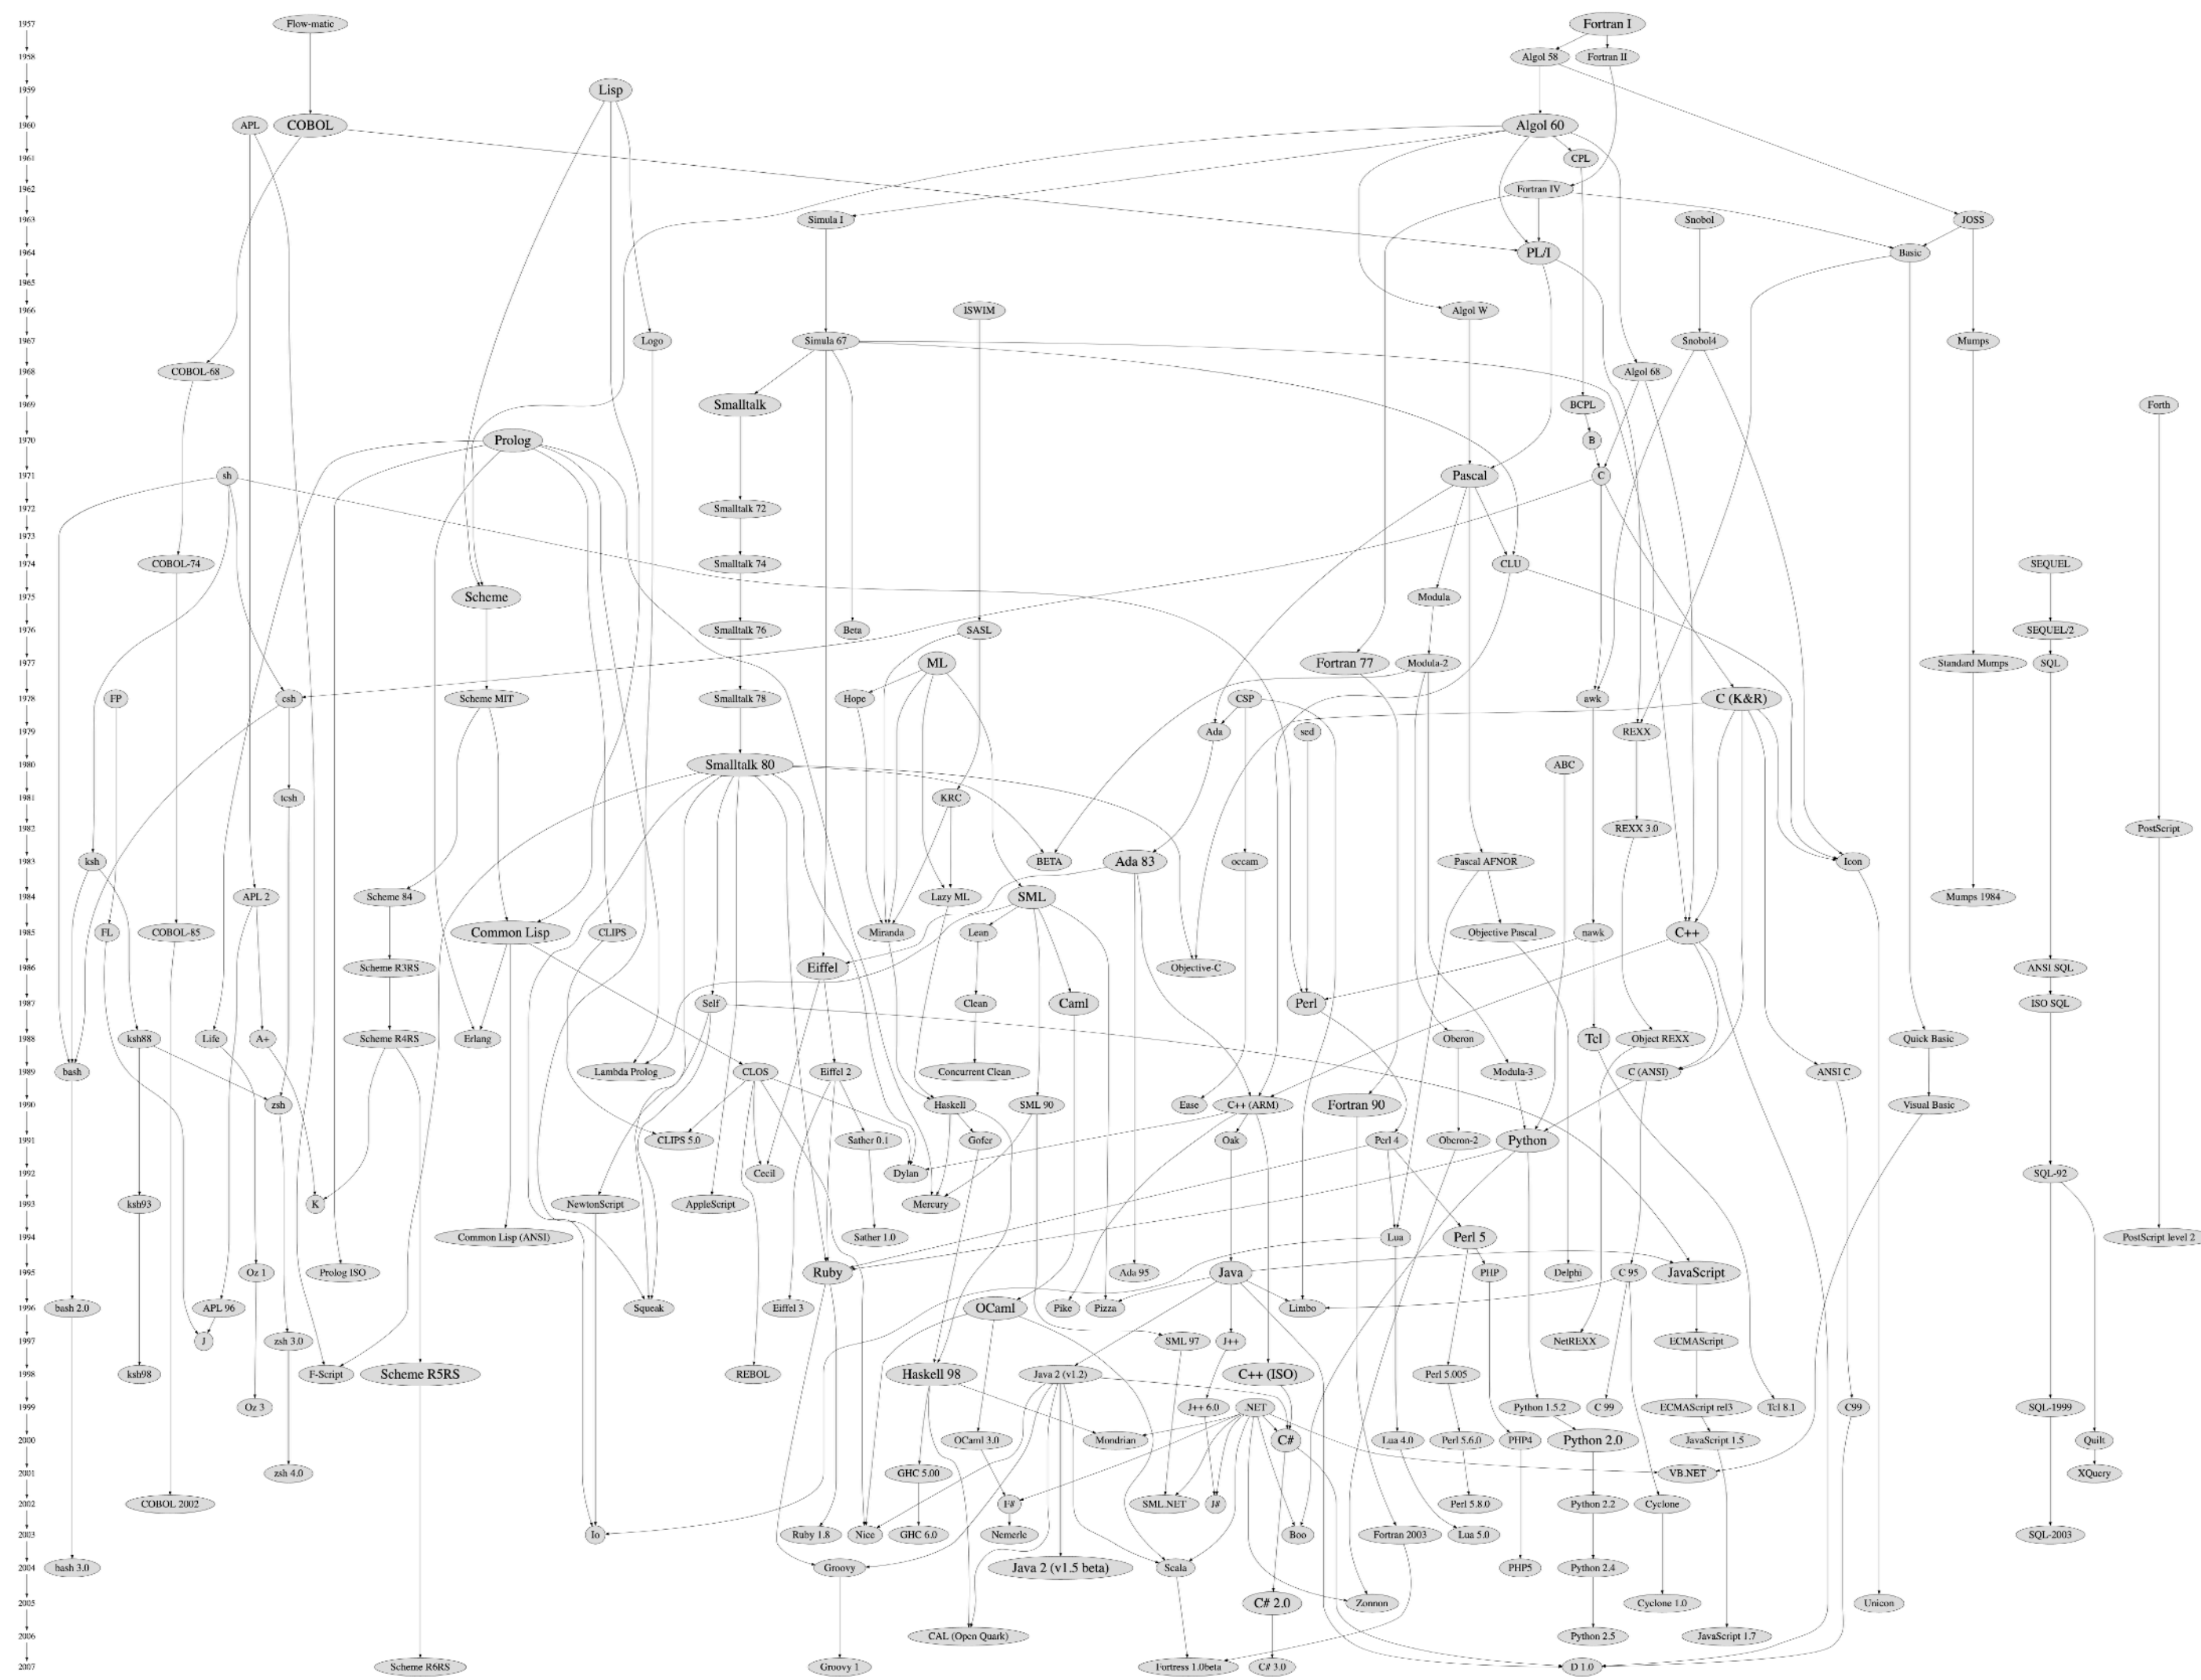 1957 Flow-matic Fortran I
1958 Algol 58 Fortran II
1959 Lisp
1960 APL COBOL Algol 60
1961 CPL
1962 Fortran IV
1963 Simula I Snobol JOSS
1964 PL/I Basic
1965
1966 ISWIM Algol W
1967 Logo Simula 67 Snobol4 Mumps
1968 COBOL-68 Algol 68
1969 Smalltalk BCPL Forth
1970 Prolog B
1971 sh Pascal C
1972 Smalltalk 72
1973
1974 COBOL-74 Smalltalk 74 CLU SEQUEL
1975 Scheme Modula
1976 Smalltalk 76 Beta SASL SEQUEL/2
1977 ML Fortran 77 Modula-2 Standard Mumps SQL
1978 FP csh Scheme MIT Smalltalk 78 Hope CSP awk C (K&R)
1979 Ada sed REXX
1980 Smalltalk 80 ABC
1981 tcsh KRC
1982 REXX 3.0 PostScript
1983 ksh BETA Ada 83 occam Pascal AFNOR Icon
1984 APL 2 Scheme 84 Lazy ML SML Mumps 1984
1985 FL COBOL-85 Common Lisp CLIPS Miranda Lean Objective Pascal nawk C++
1986 Scheme R3RS Eiffel Objective-C ANSI SQL
1987 Self Clean Caml Perl ISO SQL
1988 ksh88 Life A+ Scheme R4RS Erlang Oberon Tcl Object REXX Quick Basic
1989 bash Lambda Prolog CLOS Eiffel 2 Concurrent Clean Modula-3 C (ANSI) ANSI C
1990 zsh Haskell SML 90 Ease C++ (ARM) Fortran 90 Visual Basic
1991 CLIPS 5.0 Sather 0.1 Gofer Oak Perl 4 Oberon-2 Python
1992 Cecil Dylan SQL-92
1993 ksh93 K NewtonScript AppleScript Mercury
1994 Common Lisp (ANSI) Sather 1.0 Lua Perl 5 PostScript level 2
1995 Oz 1 Prolog ISO Ruby Ada 95 Java PHP Delphi C 95 JavaScript
1996 bash 2.0 APL 96 Squeak Eiffel 3 OCaml Pike Pizza Limbo
1997 J zsh 3.0 SML 97 J++ NetREXX ECMAScript
1998 ksh98 F-Script Scheme R5RS REBOL Haskell 98 Java 2 (v1.2) C++ (ISO) Perl 5.005
1999 Oz 3 J++ 6.0 .NET Python 1.5.2 C 99 ECMAScript rel3 Tcl 8.1 C99 SQL-1999
2000 OCaml 3.0 Mondrian C# Lua 4.0 Perl 5.6.0 PHP4 Python 2.0 JavaScript 1.5 Quilt
2001 zsh 4.0 GHC 5.00 VB.NET XQuery
2002 COBOL 2002 F# SML.NET J# Perl 5.8.0 Python 2.2 Cyclone
2003 Io Ruby 1.8 Nice GHC 6.0 Nemerle Boo Fortran 2003 Lua 5.0 SQL-2003
2004 bash 3.0 Groovy Java 2 (v1.5 beta) Scala PHP5 Python 2.4
2005 C# 2.0 Zonnon Cyclone 1.0 Unicon
2006 CAL (Open Quark) Python 2.5 JavaScript 1.7
2007 Scheme R6RS Groovy 1 Fortress 1.0beta C# 3.0 D 1.0